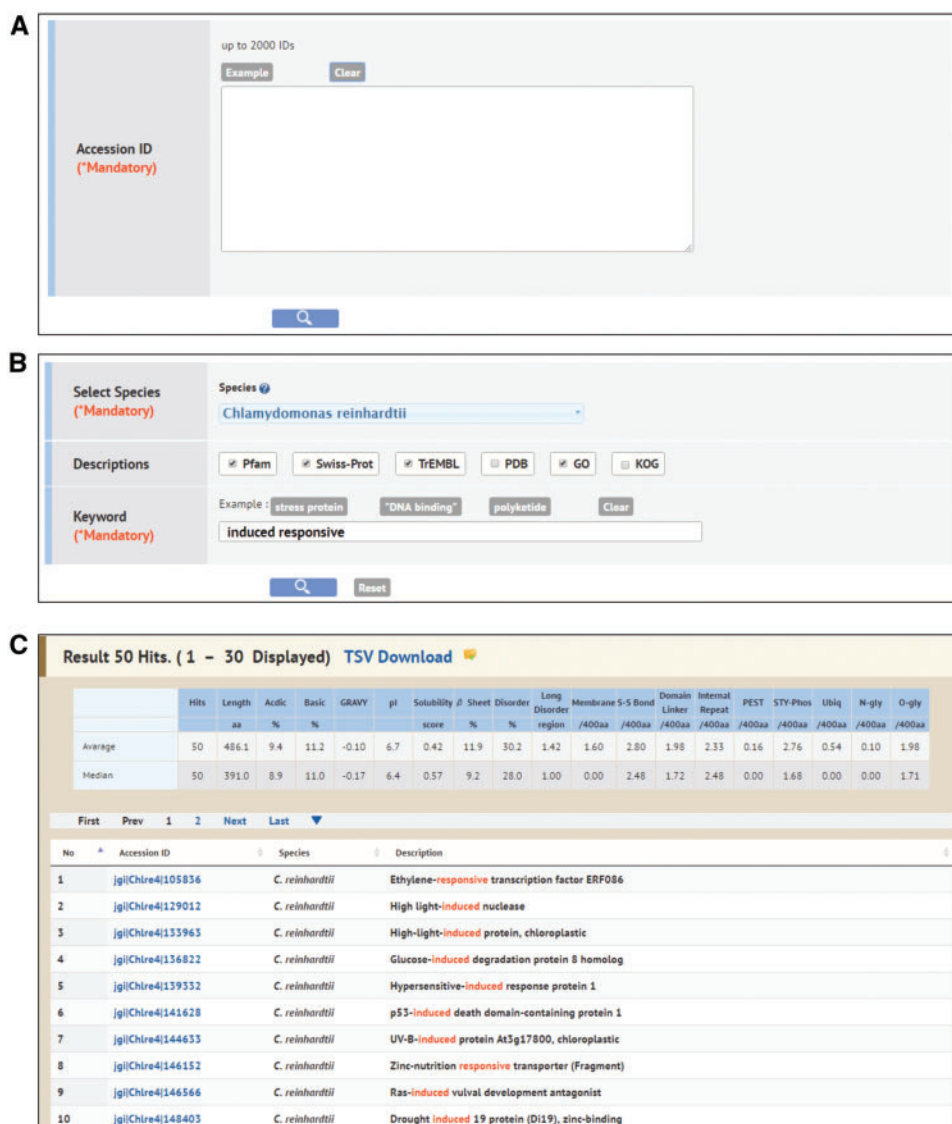 A
up to 2000 IDs
Example Clear
Accession ID
(*Mandatory)
B
Select Species
(*Mandatory)
Species
Chlamydomonas reinhardtii
Descriptions
Pfam Swiss-Prot TrEMBL PDB GO KOG
Keyword
(*Mandatory)
Example : stress protein "DNA binding" polyketide Clear
induced responsive
Reset
C
Result 50 Hits. ( 1 – 30 Displayed) TSV Download
Hits Length Acdic Basic GRAVY pI Solubility β Sheet Disorder Long Disorder Membrane S-S Bond Domain Linker Internal Repeat PEST STY-Phos Ubiq N-gly O-gly
aa % % score % % region /400aa /400aa /400aa /400aa /400aa /400aa /400aa /400aa /400aa
Avarage 50 486.1 9.4 11.2 -0.10 6.7 0.42 11.9 30.2 1.42 1.60 2.80 1.98 2.33 0.16 2.76 0.54 0.10 1.98
Median 50 391.0 8.9 11.0 -0.17 6.4 0.57 9.2 28.0 1.00 0.00 2.48 1.72 2.48 0.00 1.68 0.00 0.00 1.71
First Prev 1 2 Next Last
No Accession ID Species Description
1 jgi|Chlre4|105836 C. reinhardtii Ethylene-responsive transcription factor ERF086
2 jgi|Chlre4|129012 C. reinhardtii High light-induced nuclease
3 jgi|Chlre4|133963 C. reinhardtii High-light-induced protein, chloroplastic
4 jgi|Chlre4|136822 C. reinhardtii Glucose-induced degradation protein 8 homolog
5 jgi|Chlre4|139332 C. reinhardtii Hypersensitive-induced response protein 1
6 jgi|Chlre4|141628 C. reinhardtii p53-induced death domain-containing protein 1
7 jgi|Chlre4|144633 C. reinhardtii UV-B-induced protein At3g17800, chloroplastic
8 jgi|Chlre4|146152 C. reinhardtii Zinc-nutrition responsive transporter (Fragment)
9 jgi|Chlre4|146566 C. reinhardtii Ras-induced vulval development antagonist
10 jgi|Chlre4|148403 C. reinhardtii Drought induced 19 protein (Di19), zinc-binding